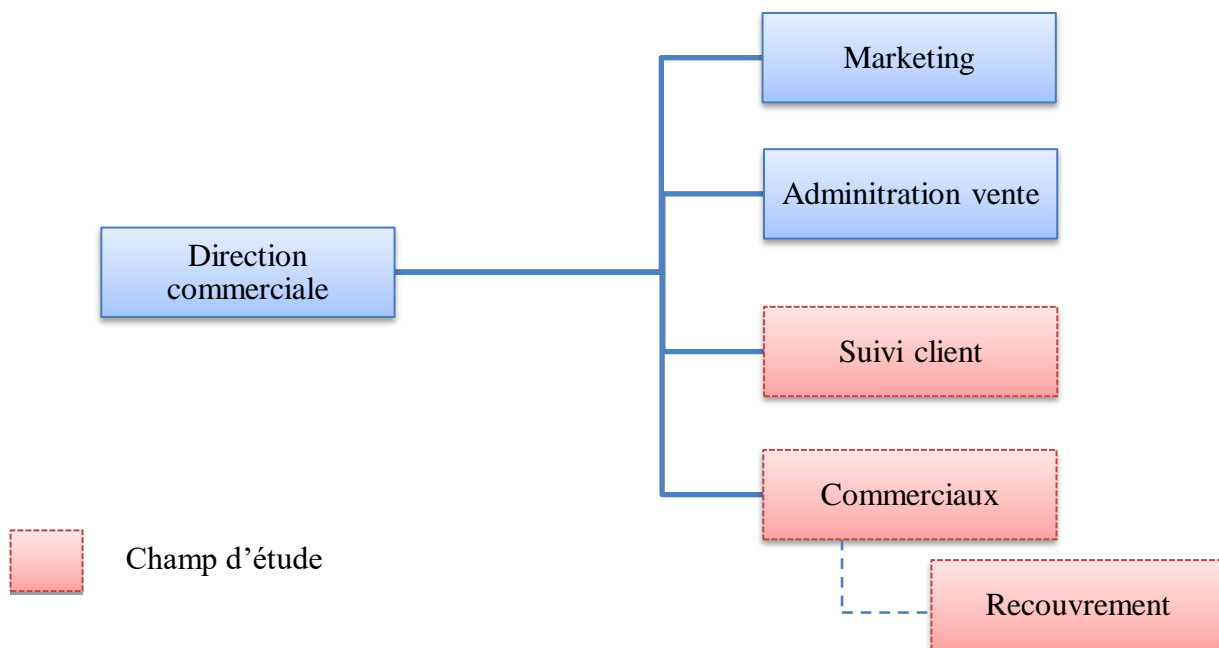 Marketing
Adminitration vente
Direction
commerciale
Suivi client
Commerciaux
Champ d’étude
Recouvrement